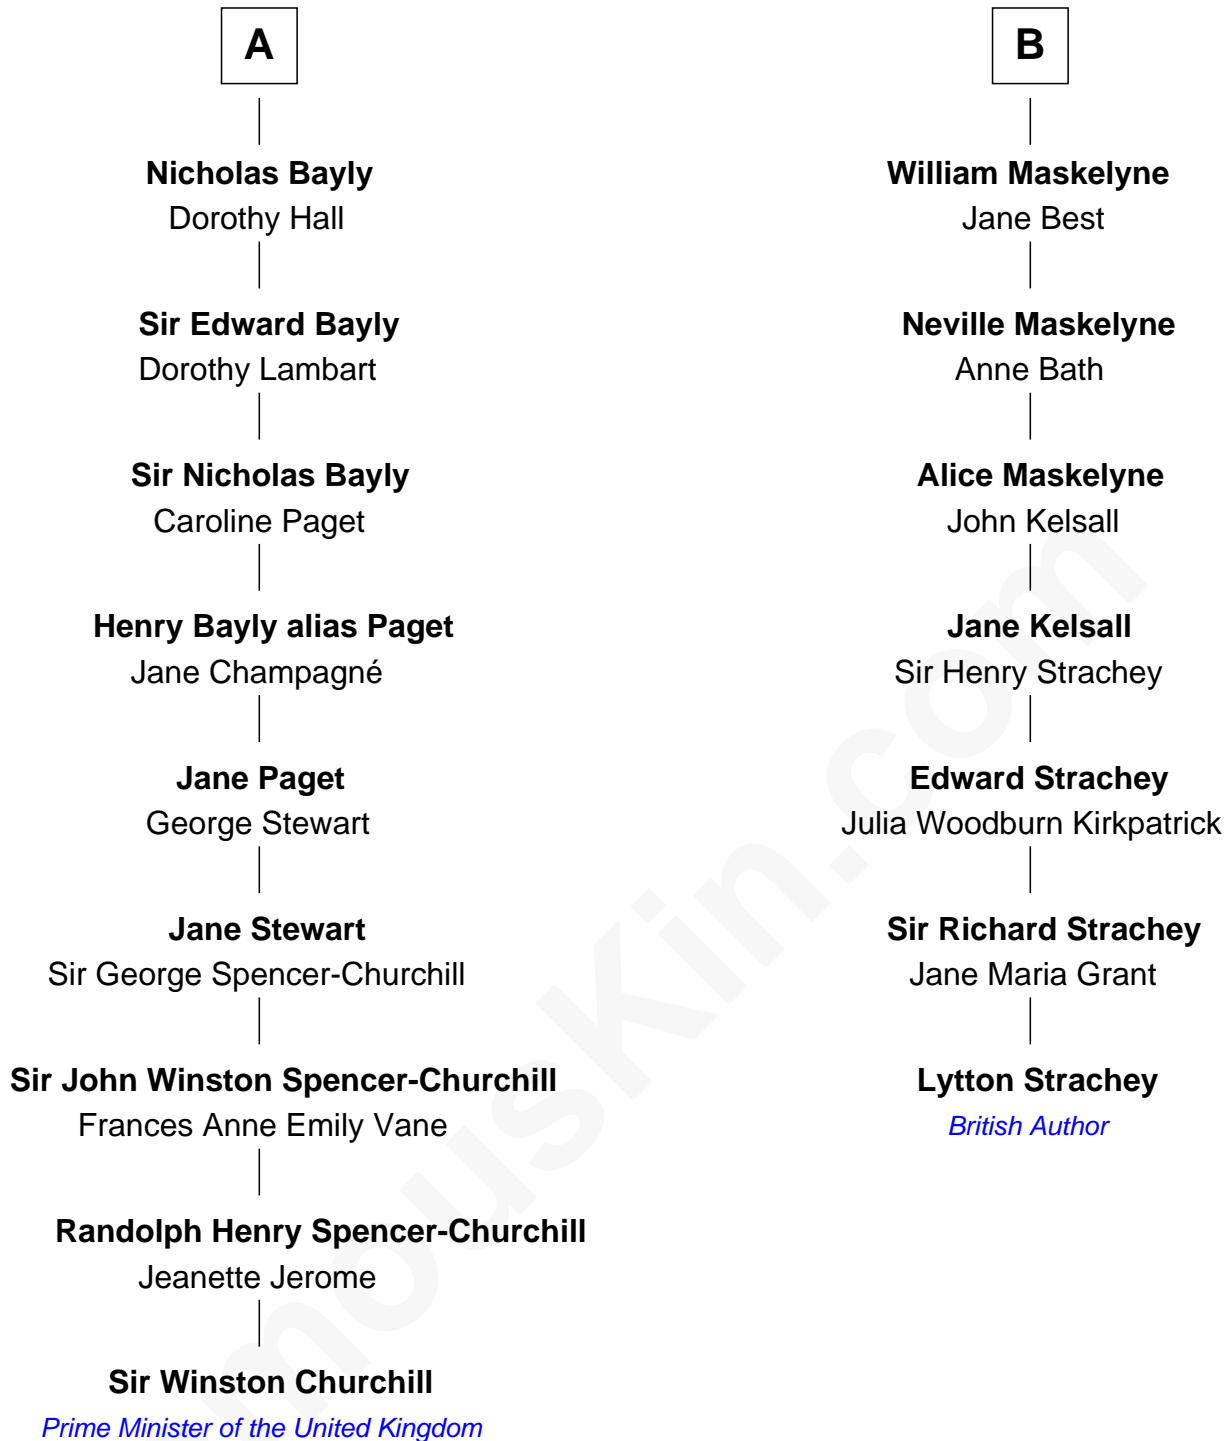 A
Nicholas Bayly
Dorothy Hall
Sir Edward Bayly
Dorothy Lambart
Sir Nicholas Bayly
Caroline Paget
Henry Bayly alias Paget
Jane Champagné
Jane Paget
George Stewart
Jane Stewart
Sir George Spencer-Churchill
Sir John Winston Spencer-Churchill
Frances Anne Emily Vane
Randolph Henry Spencer-Churchill
Jeanette Jerome
Sir Winston Churchill
Prime Minister of the United Kingdom
B
William Maskelyne
Jane Best
Neville Maskelyne
Anne Bath
Alice Maskelyne
John Kelsall
Jane Kelsall
Sir Henry Strachey
Edward Strachey
Julia Woodburn Kirkpatrick
Sir Richard Strachey
Jane Maria Grant
Lytton Strachey
British Author
mousKin.com